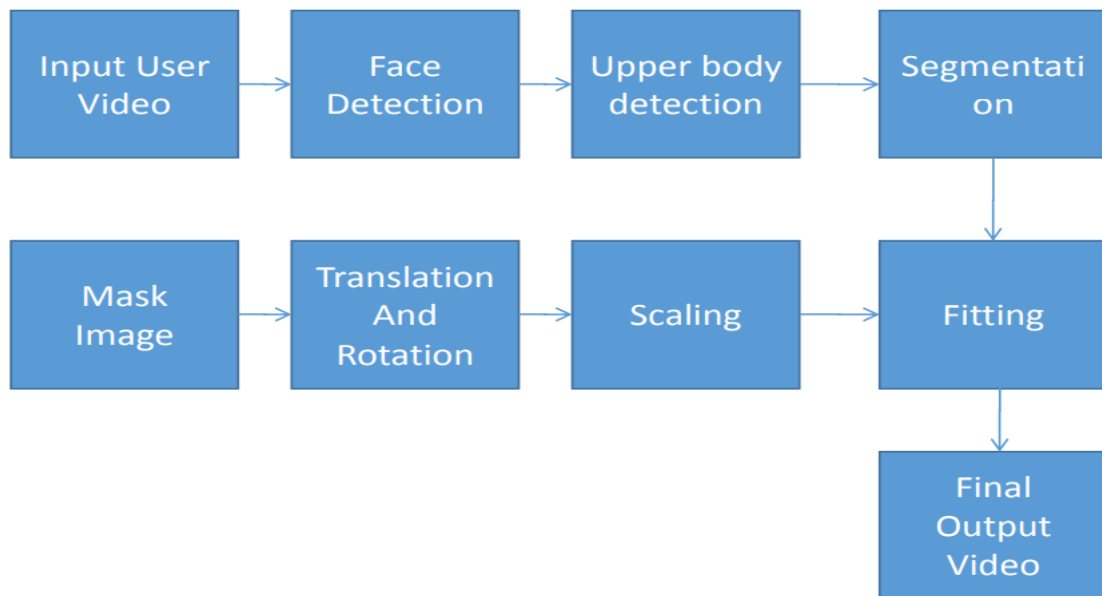 Input User
Video
Face
Detection
Upper body
detection
Segmentati
on
Mask
Image
Translation
And
Rotation
Scaling
Fitting
Final
Output
Video